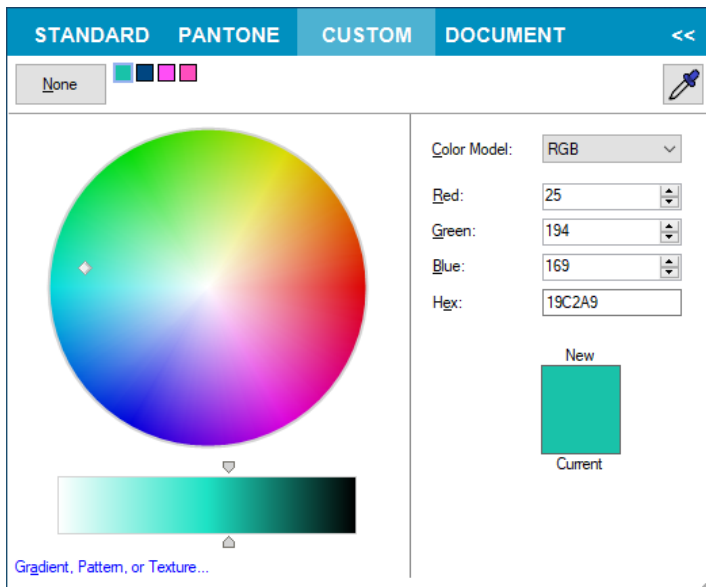 STANDARD PANTONE CUSTOM DOCUMENT <<
None
Color Model: RGB
Red: 25
Green: 194
Blue: 169
Hex: 19C2A9
New
Current
Gradient, Pattern, or Texture...